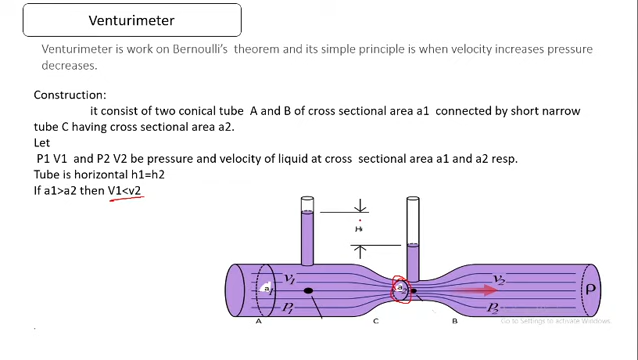 Venturimeter
Venturimeter is work on Bernoulli's theorem and its simple principle is when velocity increases pressure
decreases.
Construction:
it consist of two conical tube A and B of cross sectional area a1 connected by short narrow
tube C having cross sectional area a2.
Let
P1 V1 and P2 V2 be pressure and velocity of liquid at cross sectional area a1 and a2 resp.
Tube is horizontal h1=h2
If a1>a2 then V1<v2
H
v1 v2
a1 a2 ρ
P1 P2
A C B
Go to Settings to activate Windows.